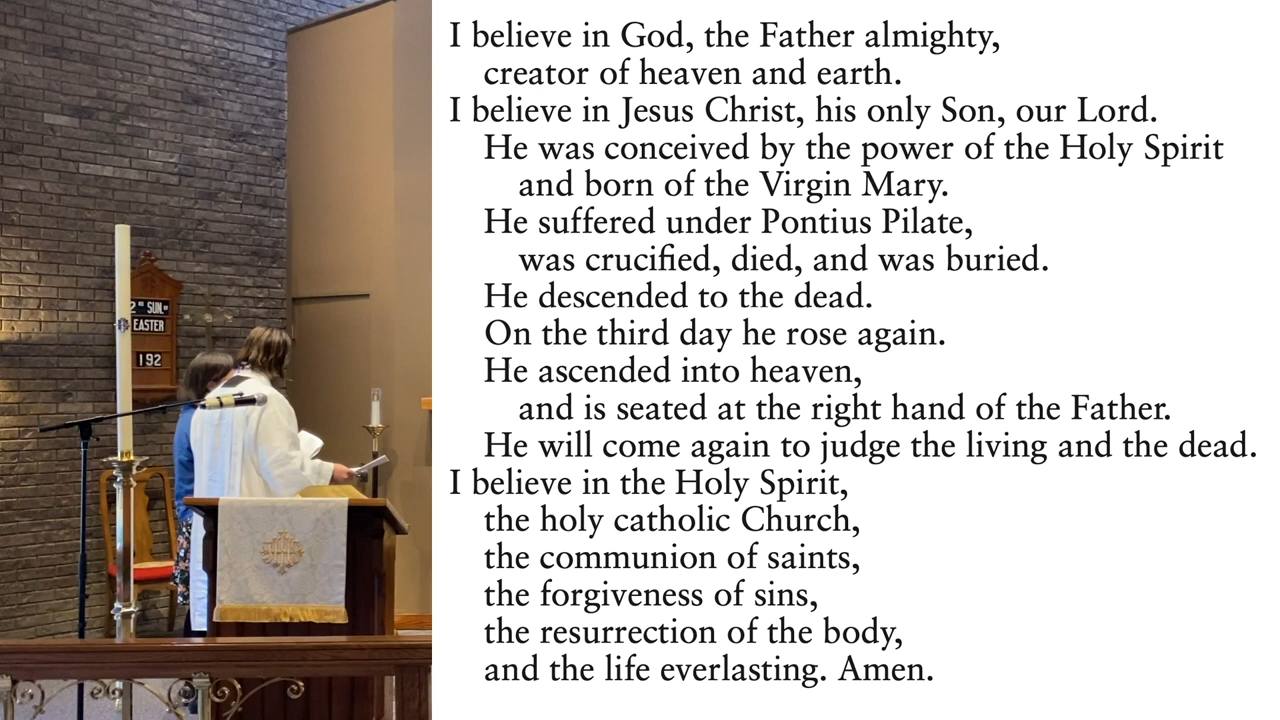 I believe in God, the Father almighty,
creator of heaven and earth.
I believe in Jesus Christ, his only Son, our Lord.
He was conceived by the power of the Holy Spirit
and born of the Virgin Mary.
He suffered under Pontius Pilate,
was crucified, died, and was buried.
He descended to the dead.
On the third day he rose again.
He ascended into heaven,
and is seated at the right hand of the Father.
He will come again to judge the living and the dead.
I believe in the Holy Spirit,
the holy catholic Church,
the communion of saints,
the forgiveness of sins,
the resurrection of the body,
and the life everlasting. Amen.
2ND SUN.
EASTER
192